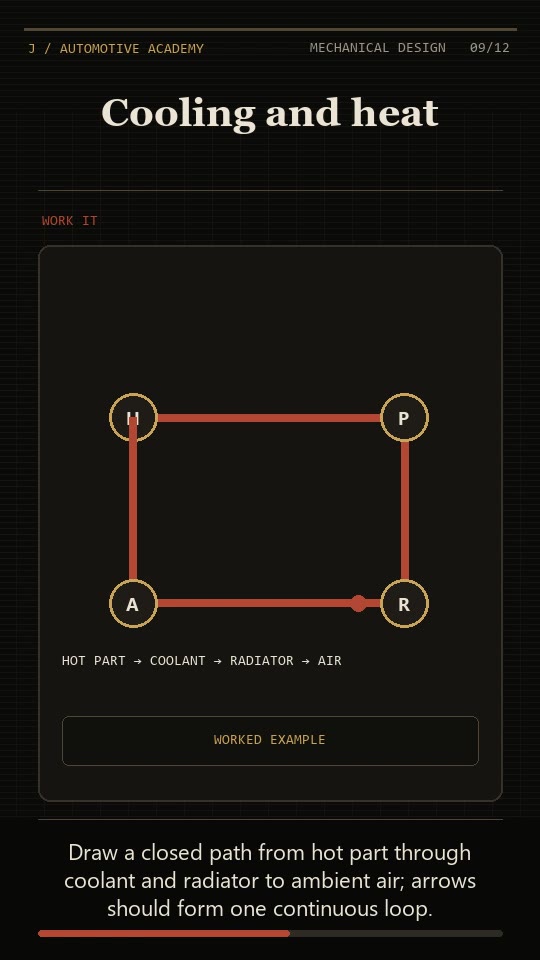 J / AUTOMOTIVE ACADEMY
MECHANICAL DESIGN 09/12
Cooling and heat
WORK IT
H
P
A
R
HOT PART → COOLANT → RADIATOR → AIR
WORKED EXAMPLE
Draw a closed path from hot part through
coolant and radiator to ambient air; arrows
should form one continuous loop.